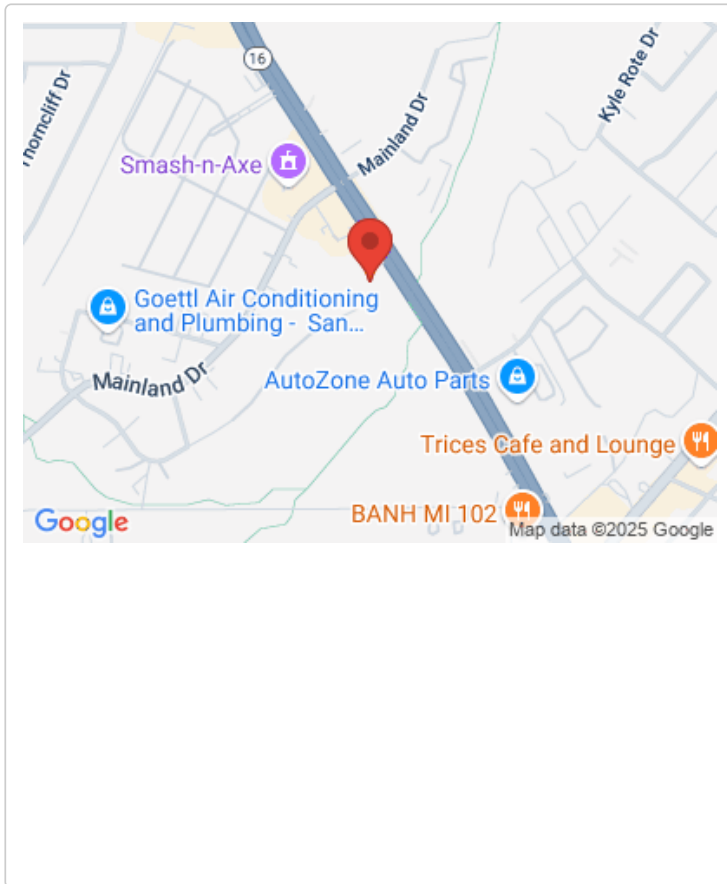 16
Kyle Rote Dr
Thorncliff Dr
Mainland Dr
Smash-n-Axe
Goettl Air Conditioning
and Plumbing - San...
Mainland Dr
AutoZone Auto Parts
Trices Cafe and Lounge
BANH MI 102
Google
Map data ©2025 Google